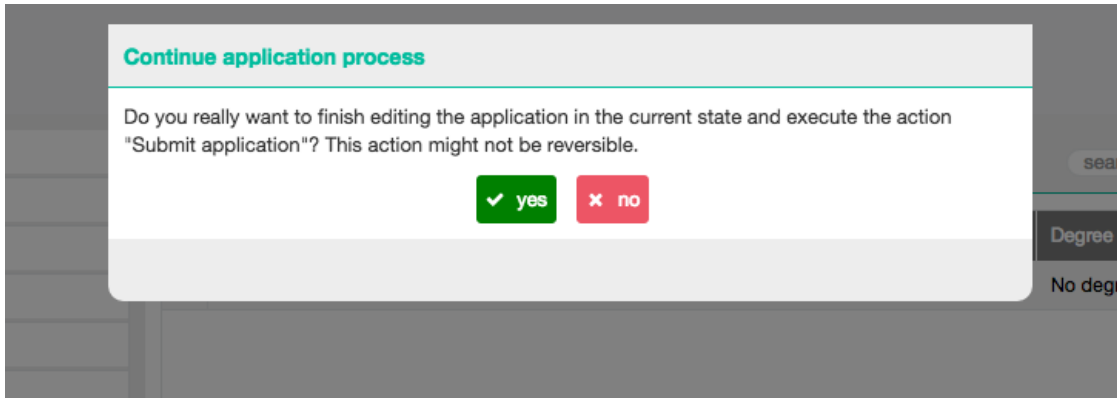 Continue application process
Do you really want to finish editing the application in the current state and execute the action
"Submit application"? This action might not be reversible.
yes
no
Degree
No